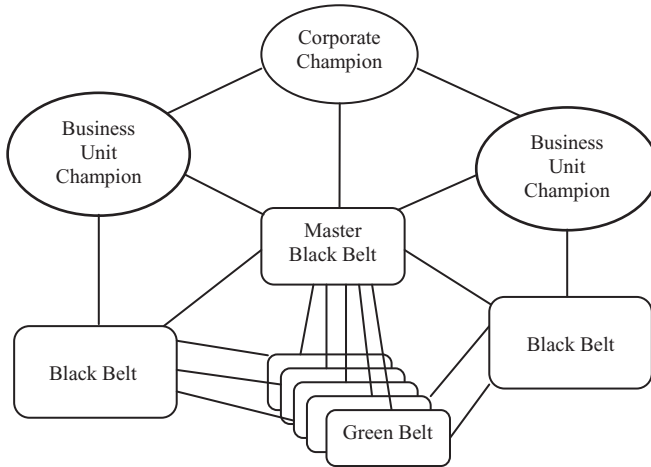 Corporate
Champion
Business
Unit
Champion
Business
Unit
Champion
Master
Black Belt
Black Belt
Black Belt
Green Belt